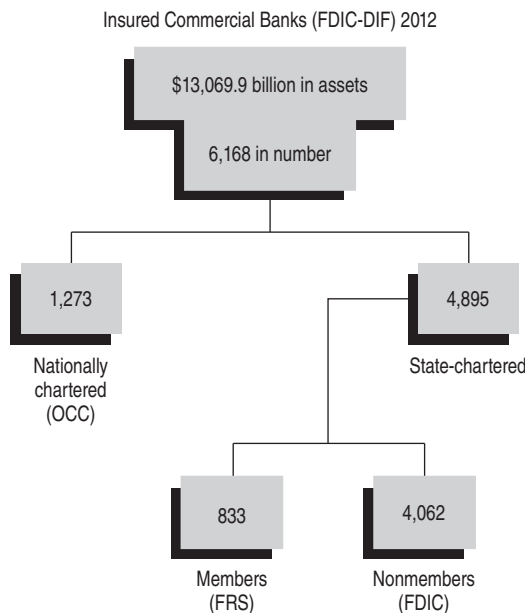 Insured Commercial Banks (FDIC-DIF) 2012
$13,069.9 billion in assets
6,168 in number
1,273
4,895
Nationally
chartered
(OCC)
State-chartered
833
4,062
Members
(FRS)
Nonmembers
(FDIC)